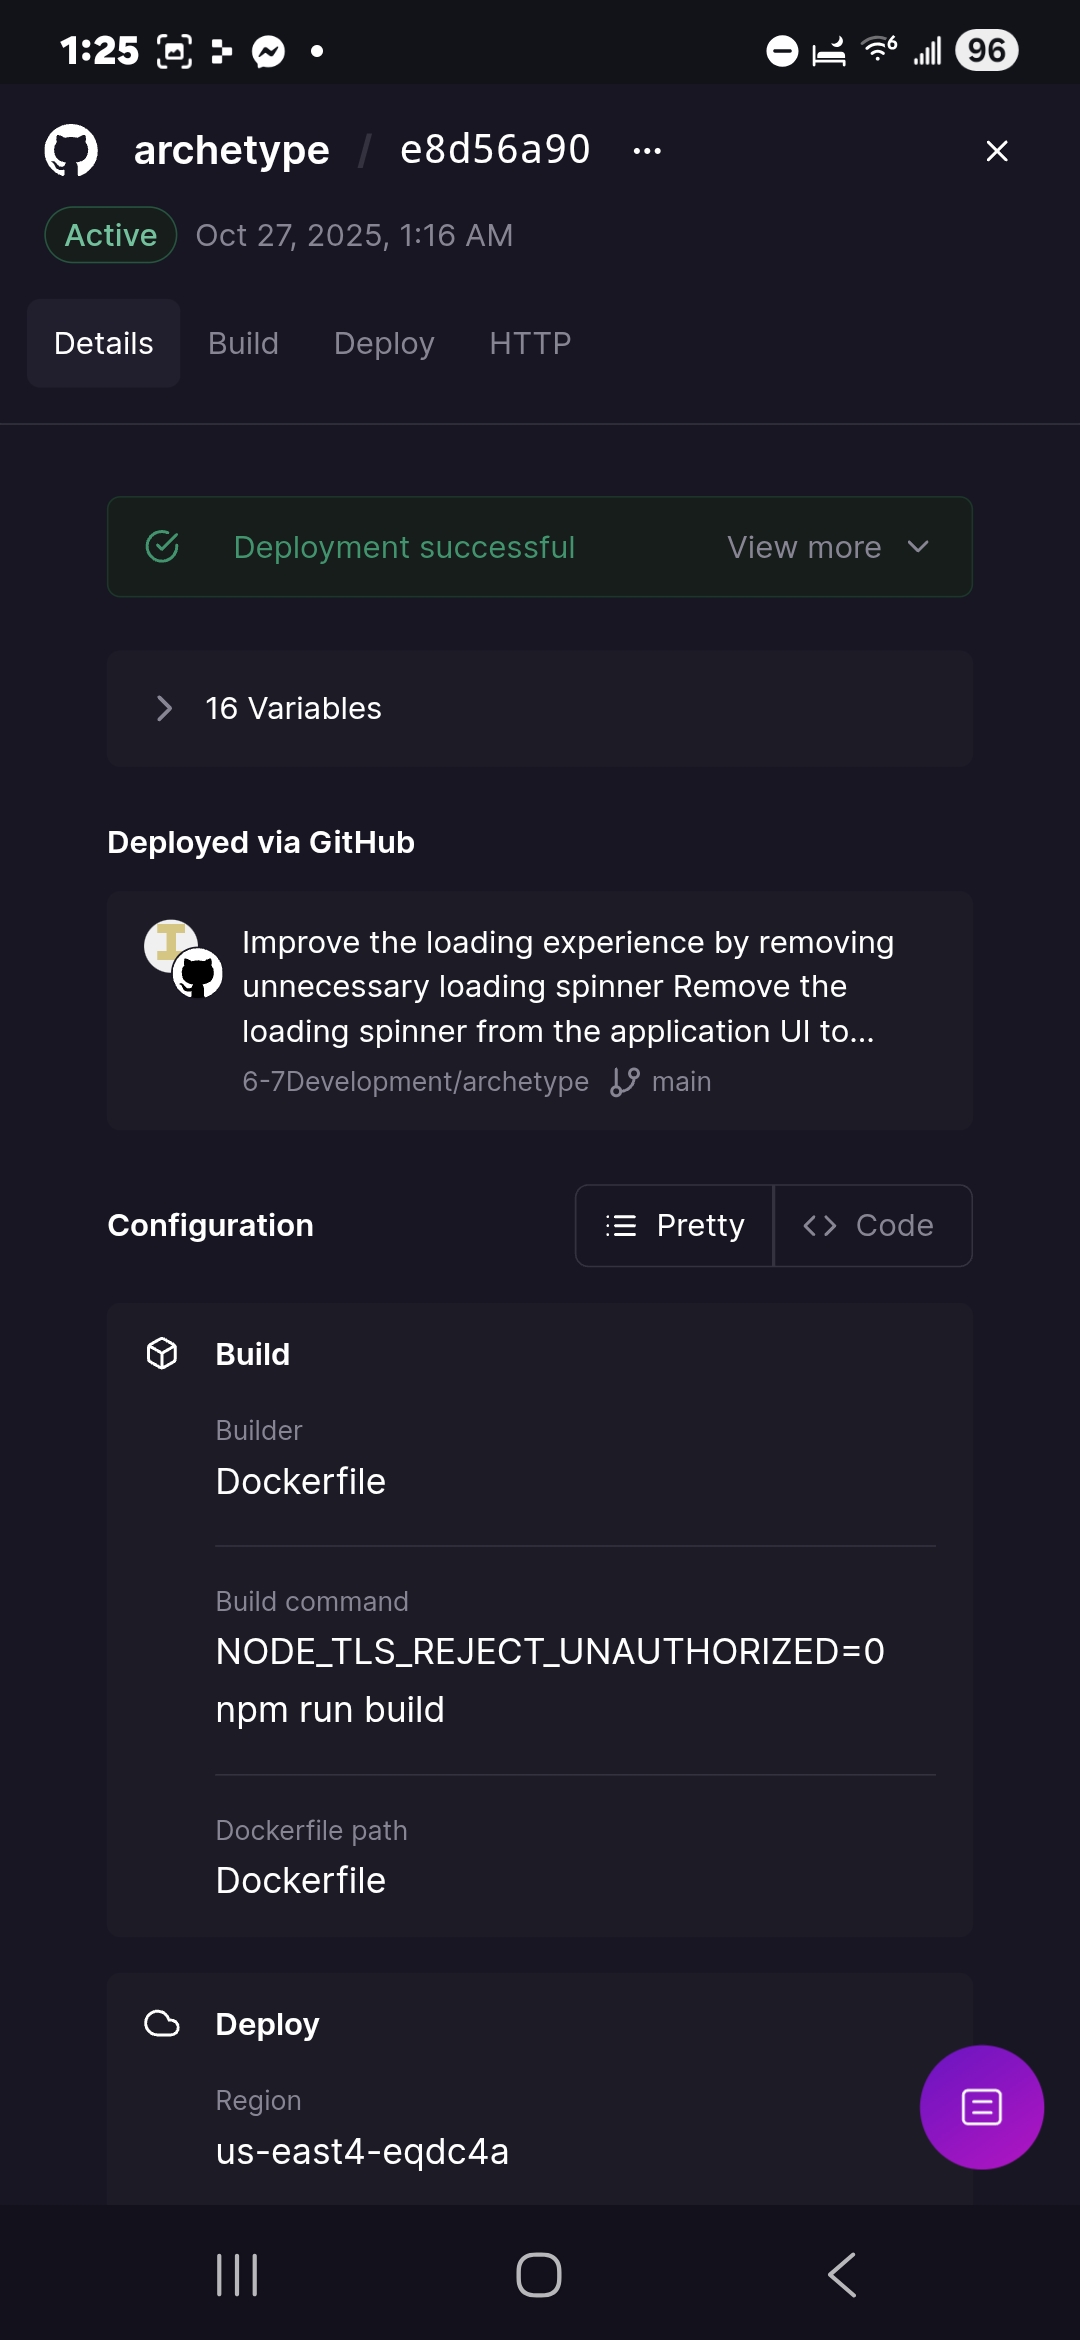 1:25
6
96
archetype / e8d56a90 ...
Active Oct 27, 2025, 1:16 AM
Details Build Deploy HTTP
Deployment successful View more
16 Variables
Deployed via GitHub
Improve the loading experience by removing
unnecessary loading spinner Remove the
loading spinner from the application UI to...
6-7Development/archetype main
Configuration Pretty <> Code
Build
Builder
Dockerfile
Build command
NODE_TLS_REJECT_UNAUTHORIZED=0
npm run build
Dockerfile path
Dockerfile
Deploy
Region
us-east4-eqdc4a